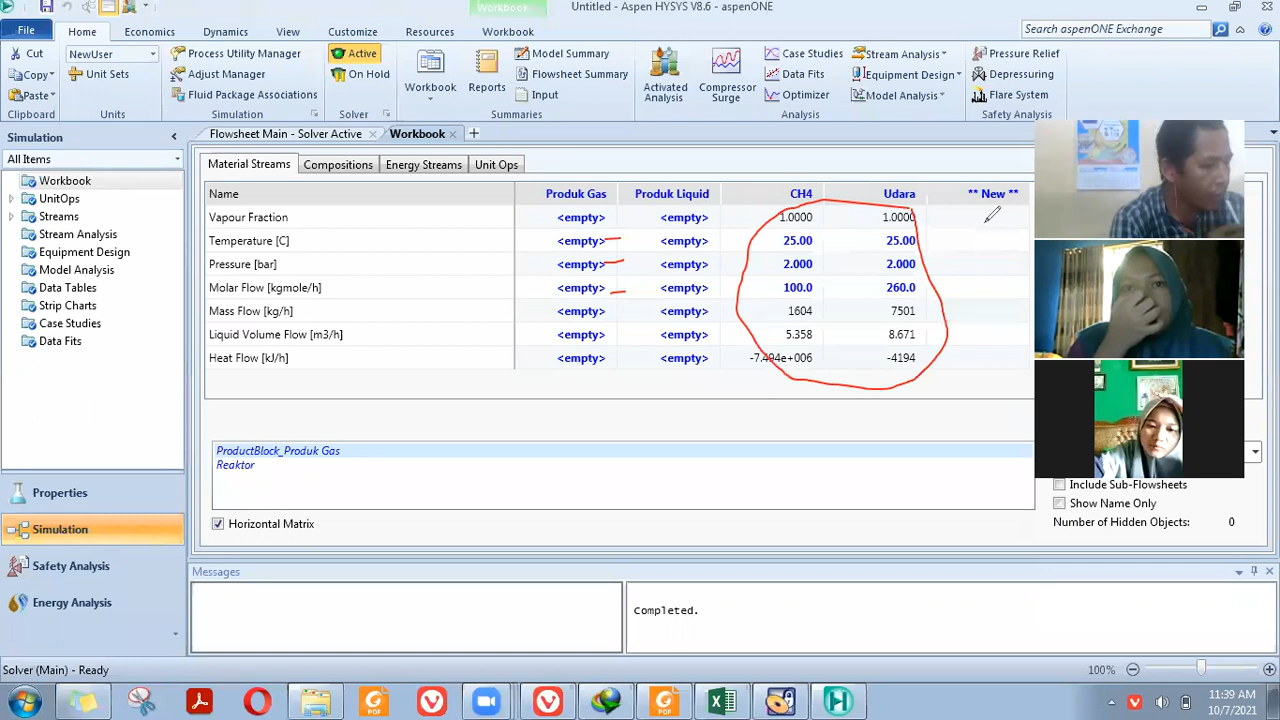 Workbook
Untitled - Aspen HYSYS V8.6 - aspenONE
File Home Economics Dynamics View Customize Resources Workbook
Search aspenONE Exchange
Cut NewUser Process Utility Manager Active Model Summary Case Studies Stream Analysis Pressure Relief
Copy Unit Sets Adjust Manager On Hold Workbook Reports Flowsheet Summary Activated Analysis Compressor Surge Data Fits Equipment Design Depressuring
Paste Fluid Package Associations Input Optimizer Model Analysis Flare System
Clipboard Units Simulation Solver Summaries Analysis Safety Analysis
Simulation
Flowsheet Main - Solver Active Workbook
All Items
Material Streams Compositions Energy Streams Unit Ops
Workbook
UnitOps
Streams
Stream Analysis
Equipment Design
Model Analysis
Data Tables
Strip Charts
Case Studies
Data Fits
Name Produk Gas Produk Liquid CH4 Udara ** New **
Vapour Fraction <empty> <empty> 1.0000 1.0000
Temperature [C] <empty> <empty> 25.00 25.00
Pressure [bar] <empty> <empty> 2.000 2.000
Molar Flow [kgmole/h] <empty> <empty> 100.0 260.0
Mass Flow [kg/h] <empty> <empty> 1604 7501
Liquid Volume Flow [m3/h] <empty> <empty> 5.358 8.671
Heat Flow [kJ/h] <empty> <empty> -7.494e+006 -4194
ProductBlock_Produk Gas
Reaktor
Include Sub-Flowsheets
Show Name Only
Number of Hidden Objects: 0
Horizontal Matrix
Properties
Simulation
Safety Analysis
Energy Analysis
Messages
Completed.
Solver (Main) - Ready
100%
11:39 AM
10/7/2021